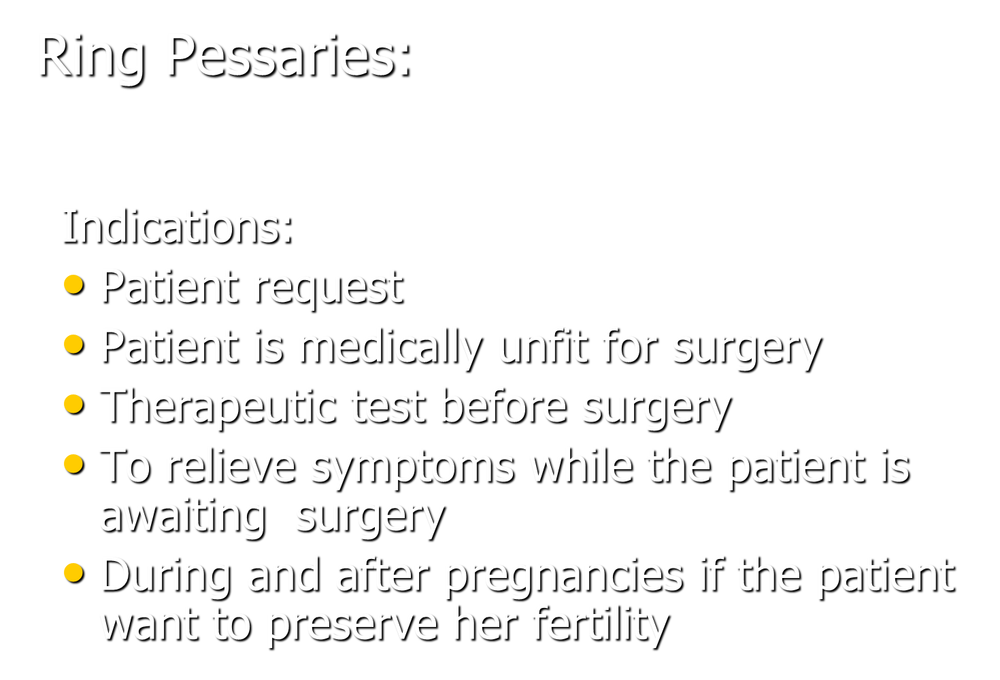 Ring Pessaries:
Indications:
• Patient request
• Patient is medically unfit for surgery
• Therapeutic test before surgery
• To relieve symptoms while the patient is
awaiting  surgery
• During and after pregnancies if the patient
want to preserve her fertility